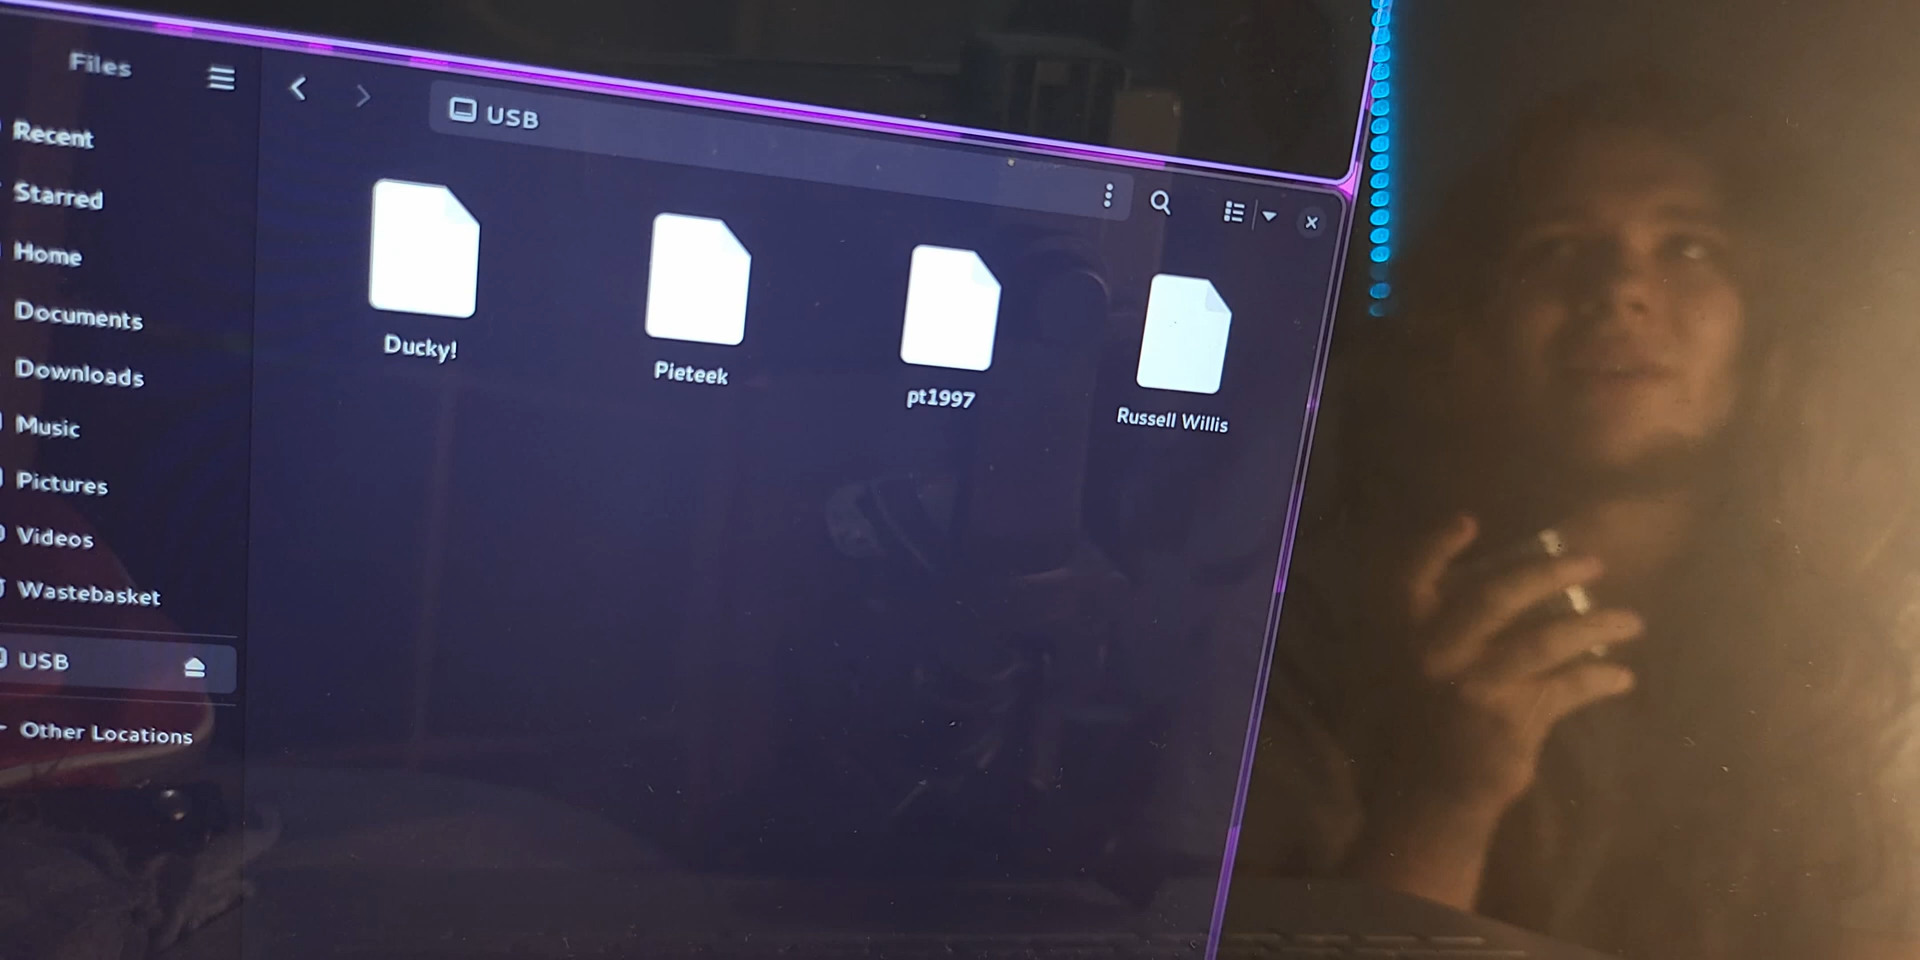 Files
USB
Recent
Starred
Home
Documents
Downloads
Music
Pictures
Videos
Wastebasket
USB
Other Locations
Ducky!
Pieteek
pt1997
Russell Willis